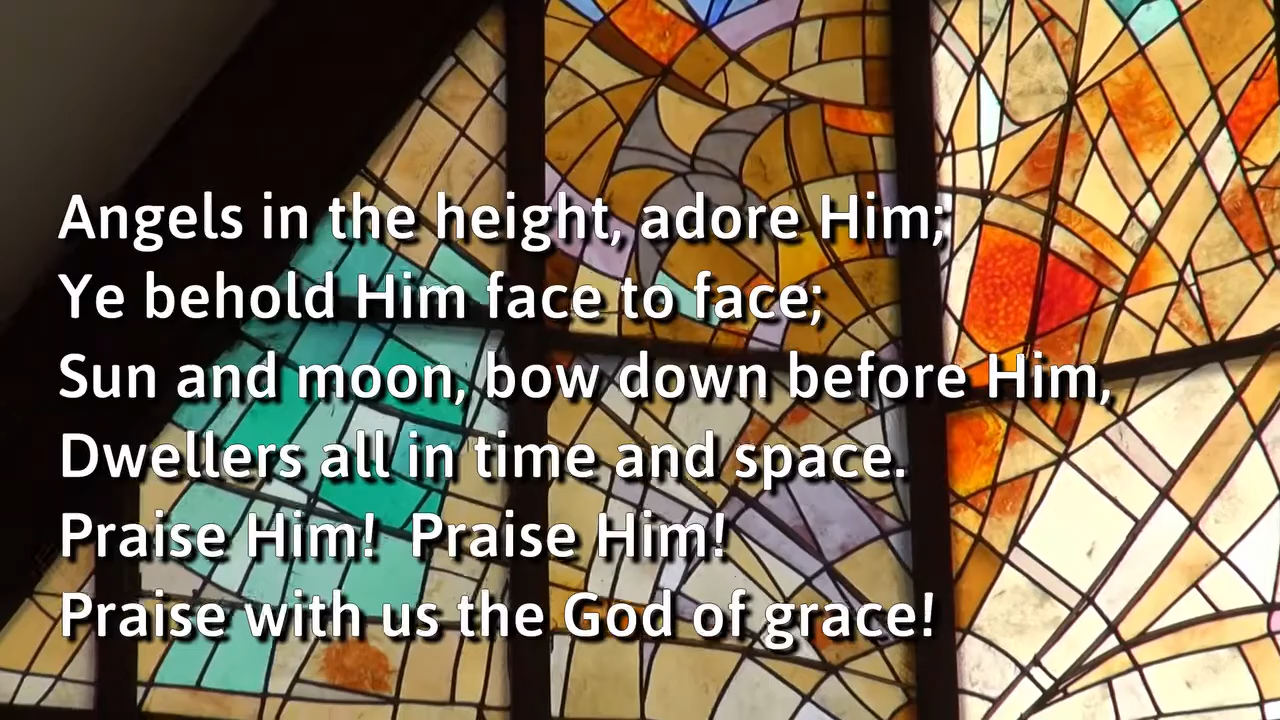 Angels in the height, adore Him;
Ye behold Him face to face;
Sun and moon, bow down before Him,
Dwellers all in time and space.
Praise Him!  Praise Him!
Praise with us the God of grace!